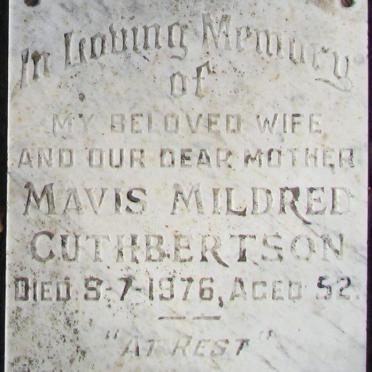 In Loving Memory
of
MY BELOVED WIFE
AND OUR DEAR MOTHER
MAVIS MILDRED
CUTHBERTSON
DIED 9-7-1976, AGED 52.
"AT REST"